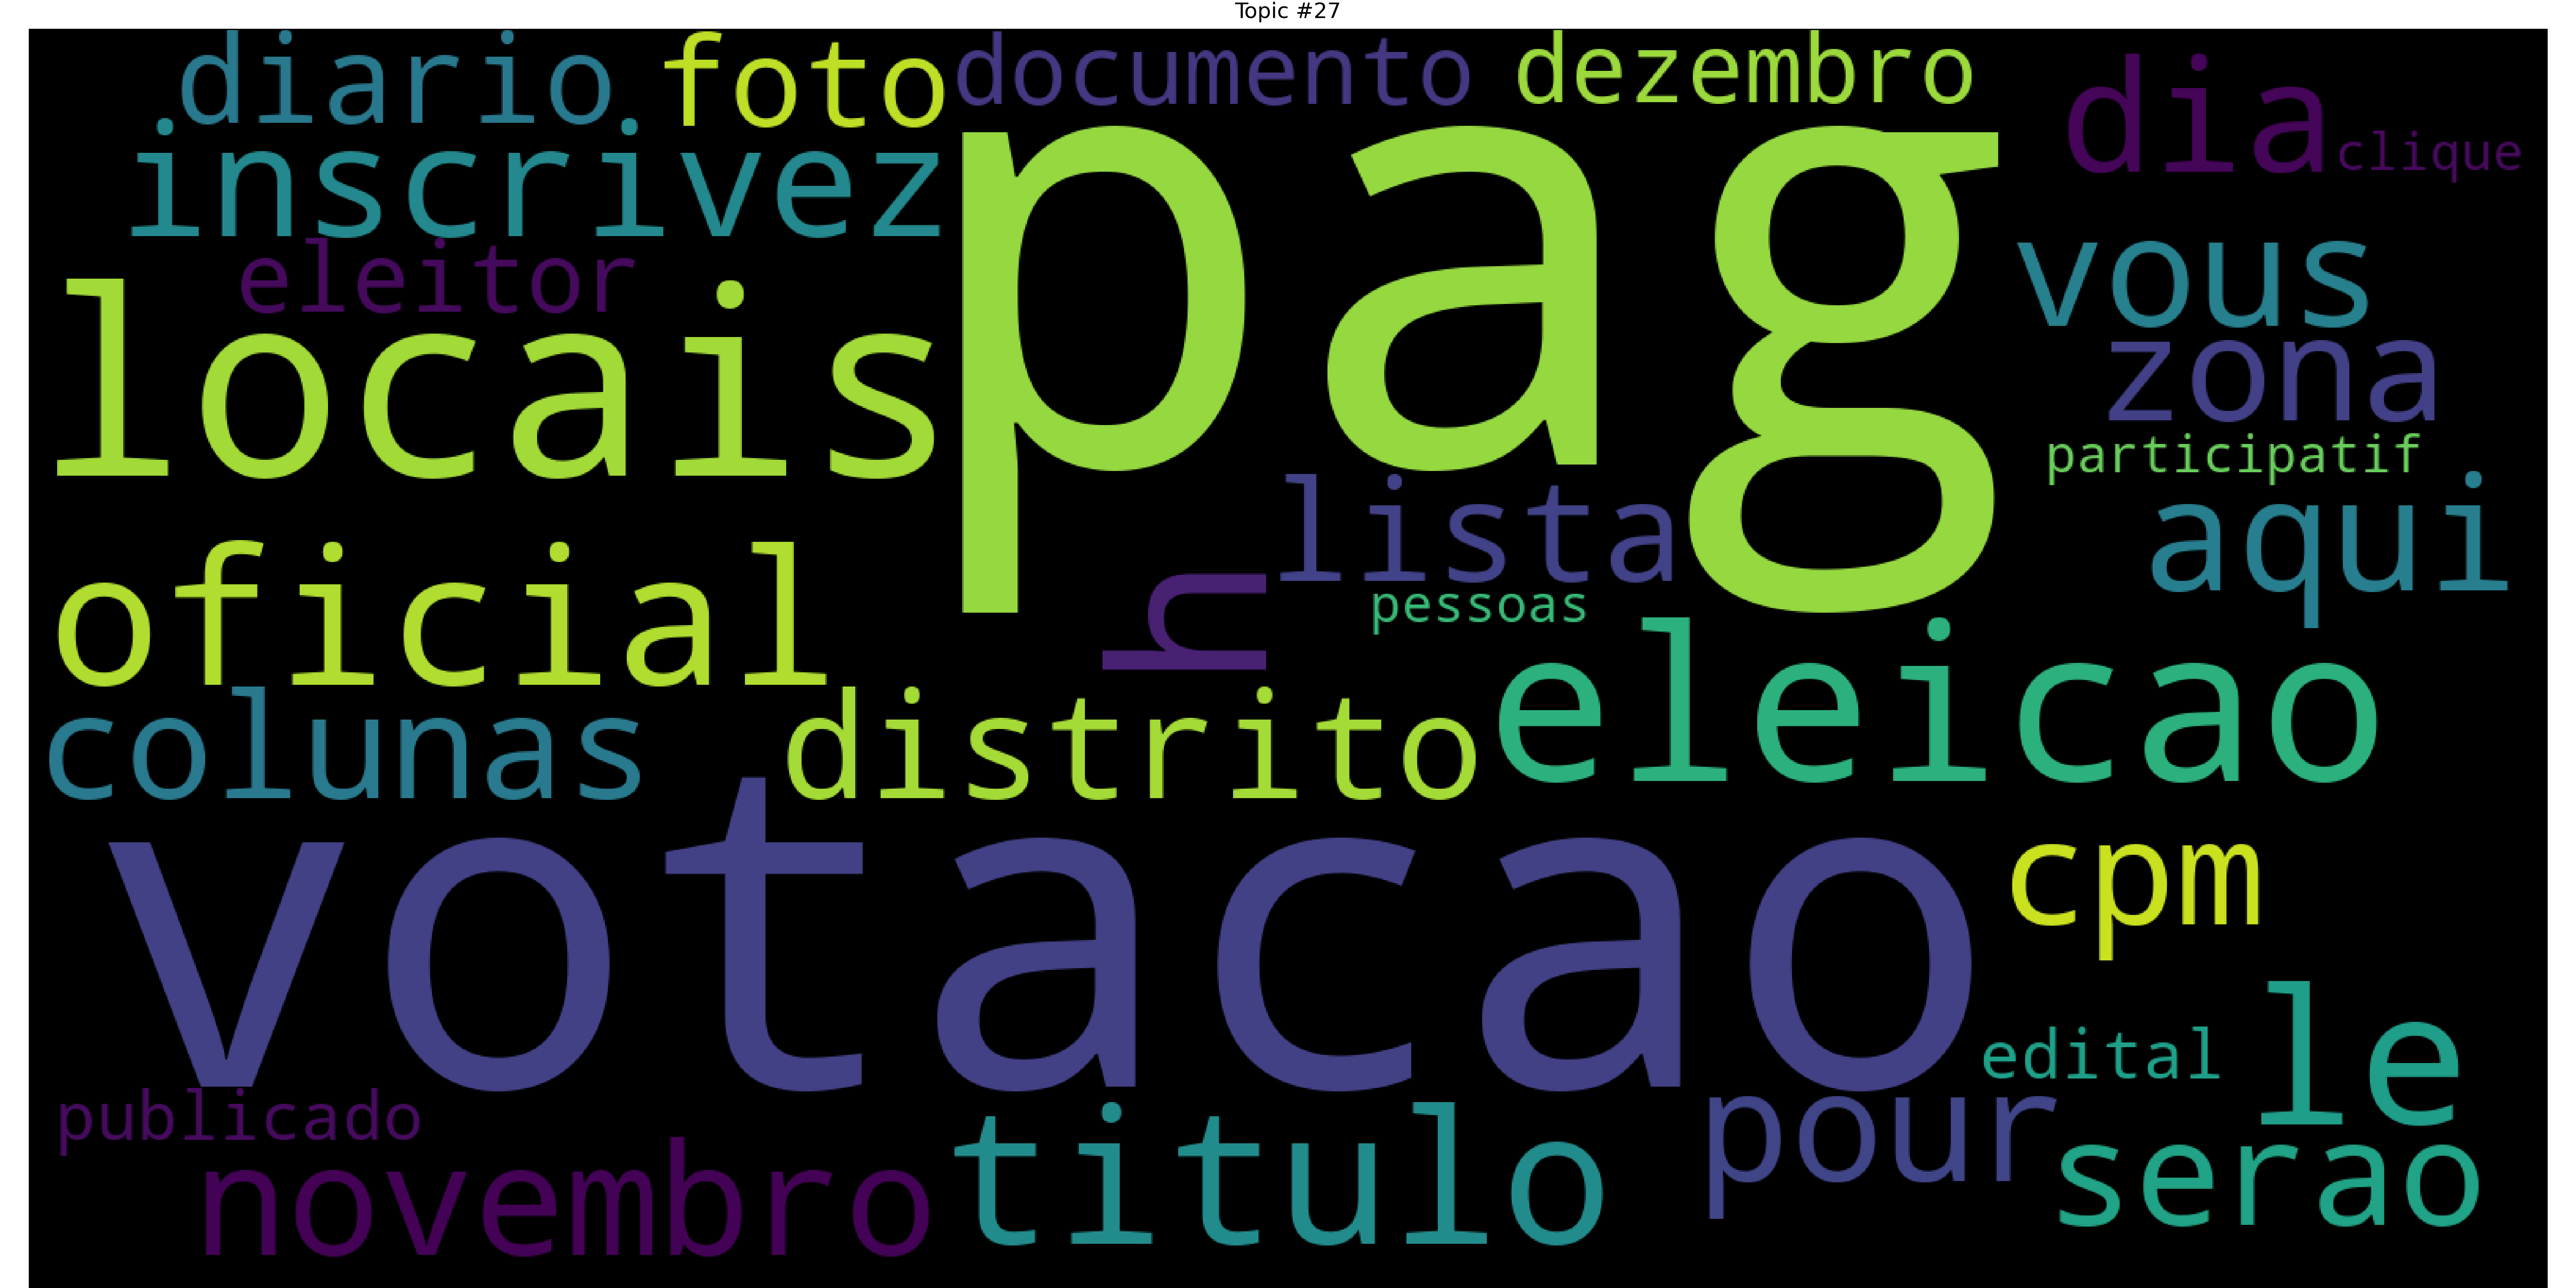 Topic #27
diario
foto
documento
dezembro
dia
clique
inscrivez
pag
eleitor
vous
locais
zona
participatif
lista
aqui
oficial
h
pessoas
eleicao
colunas
distrito
votacao
cpm
edital
le
publicado
pour
novembro
titulo
serao